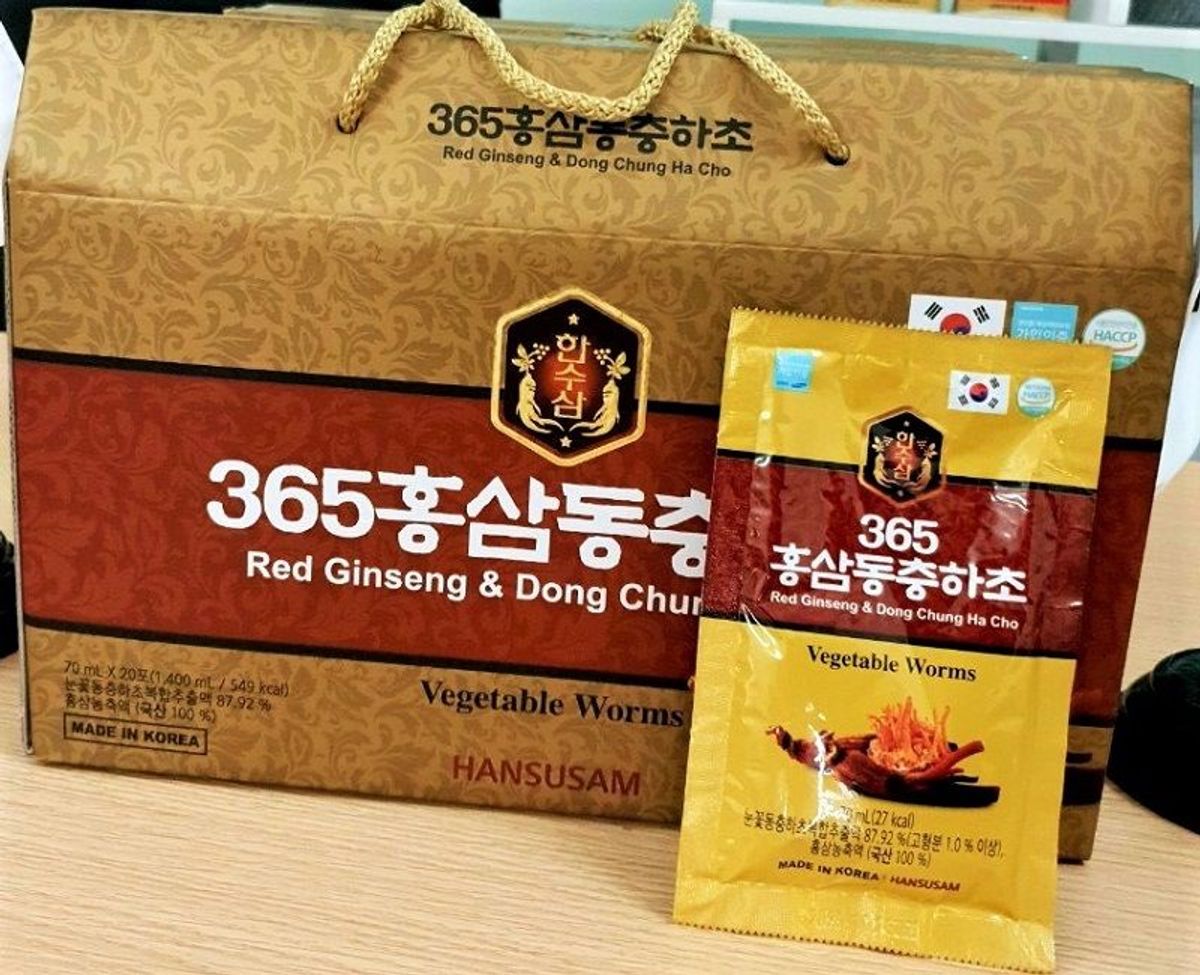 365홍삼동충하초
Red Ginseng & Dong Chung Ha Cho
한수삼
HACCP
365홍삼동충
Red Ginseng & Dong Chun
70 mL X 20포(1,400 mL / 549 kcal)
눈꽃동충하초복합추출액 87.92 %
홍삼농축액 (국산 100 %)
MADE IN KOREA
Vegetable Worms
HANSUSAM
HACCP
한수삼
365
홍삼동충하초
Red Ginseng & Dong Chung Ha Cho
Vegetable Worms
70 mL(27 kcal)
눈꽃동충하초복합추출액 87.92 %(고형분 1.0 % 이상),
홍삼농축액 (국산 100 %)
MADE IN KOREA HANSUSAM